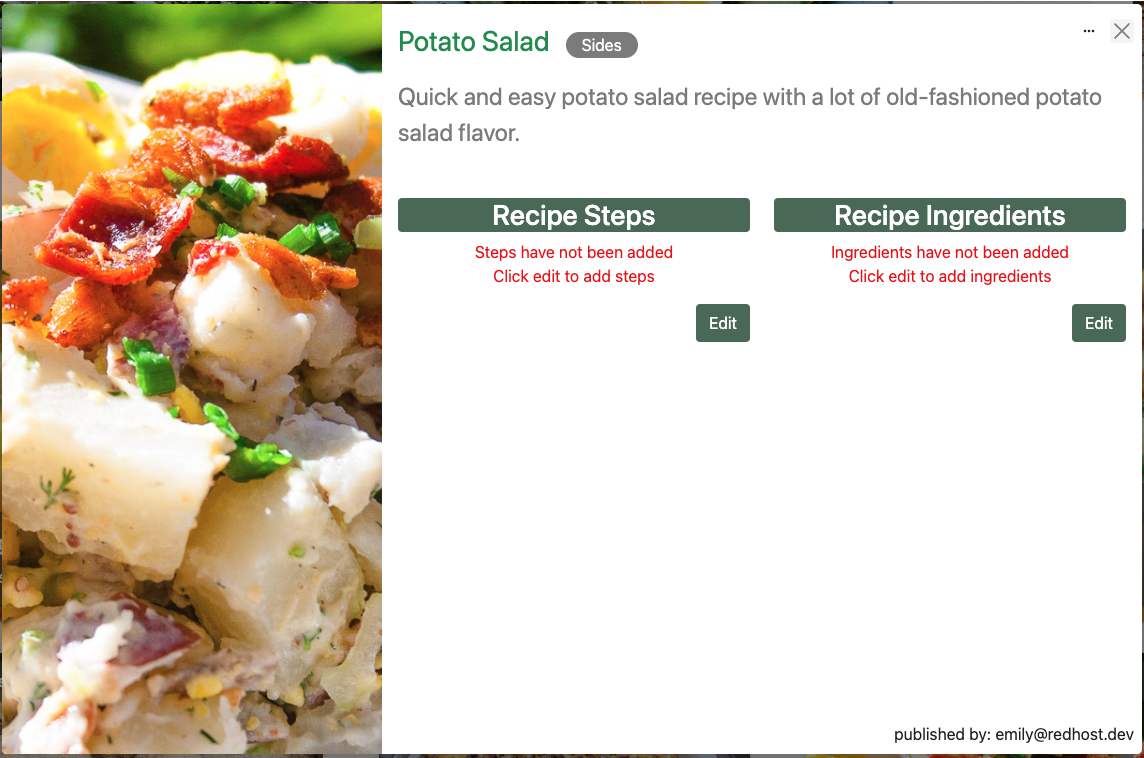 Potato Salad
Sides
...
Quick and easy potato salad recipe with a lot of old-fashioned potato
salad flavor.
Recipe Steps
Steps have not been added
Click edit to add steps
Edit
Recipe Ingredients
Ingredients have not been added
Click edit to add ingredients
Edit
published by: emily@redhost.dev